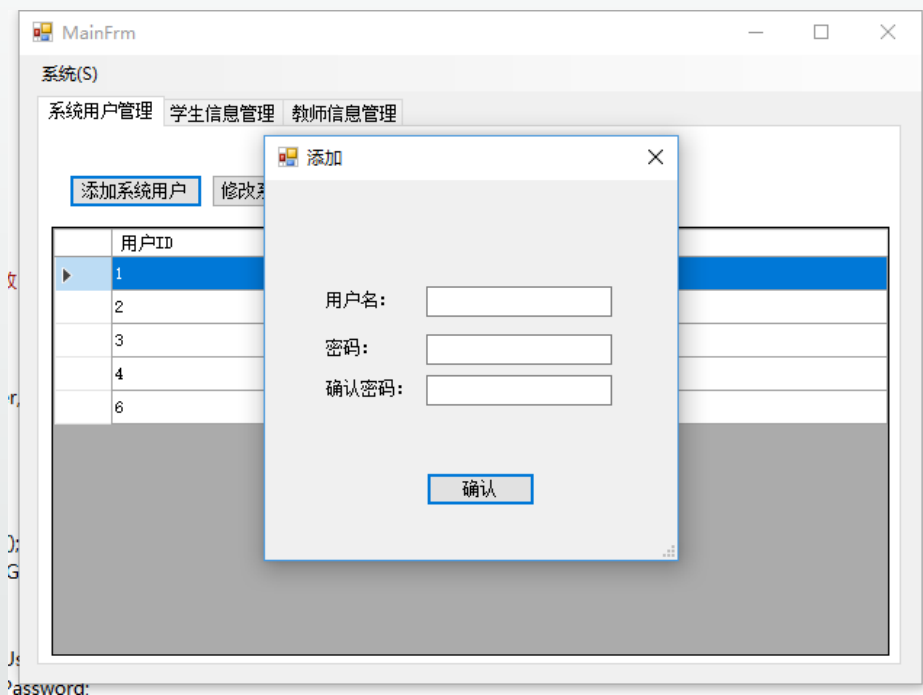 MainFrm
系统(S)
系统用户管理 学生信息管理 教师信息管理
添加
添加系统用户 修改
用户ID
1
2
3
4
6
用户名:
密码:
确认密码:
确认
er,
);
G
Us
Password: